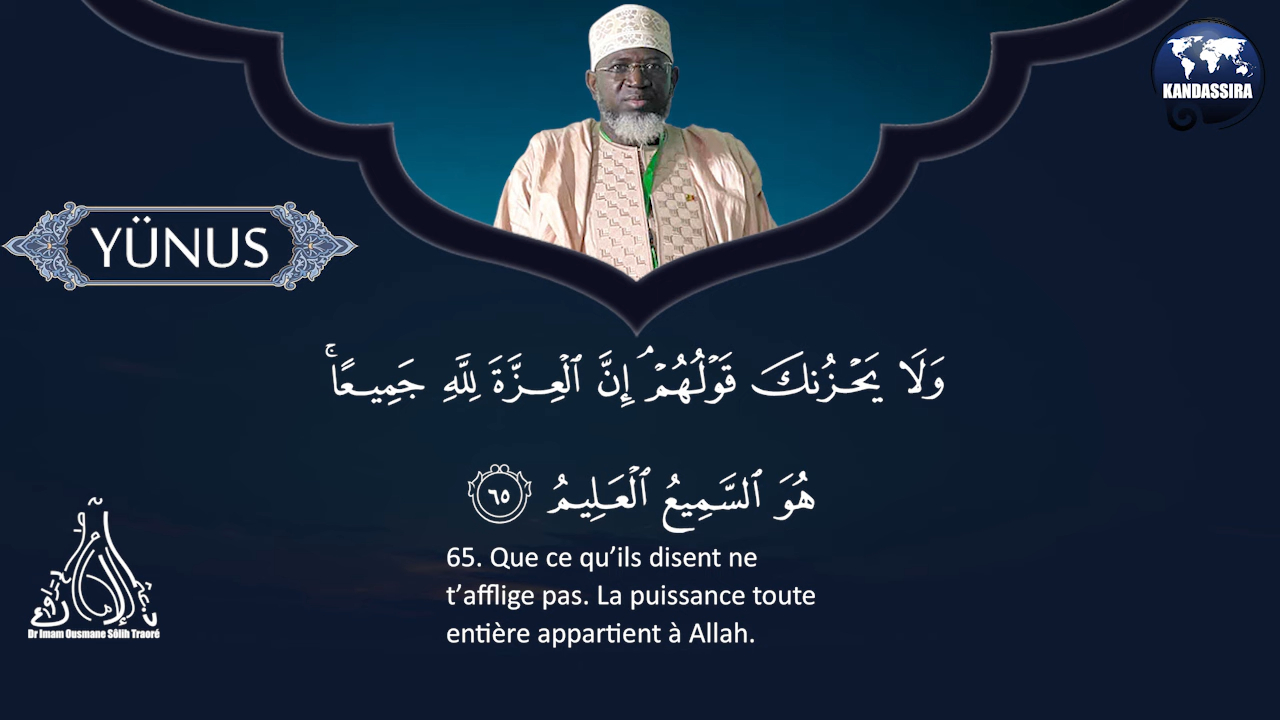 KANDASSIRA
YÜNUS
وَلَا يَحْزُنكَ قَوْلُهُمْ ۘ إِنَّ ٱلْعِزَّةَ لِلَّهِ جَمِيعًا ۚ
هُوَ ٱلسَّمِيعُ ٱلْعَلِيمُ ٦٥
65. Que ce qu’ils disent ne
t’afflige pas. La puissance toute
entière appartient à Allah.
Dr Imam Ousmane Sôlih Traoré